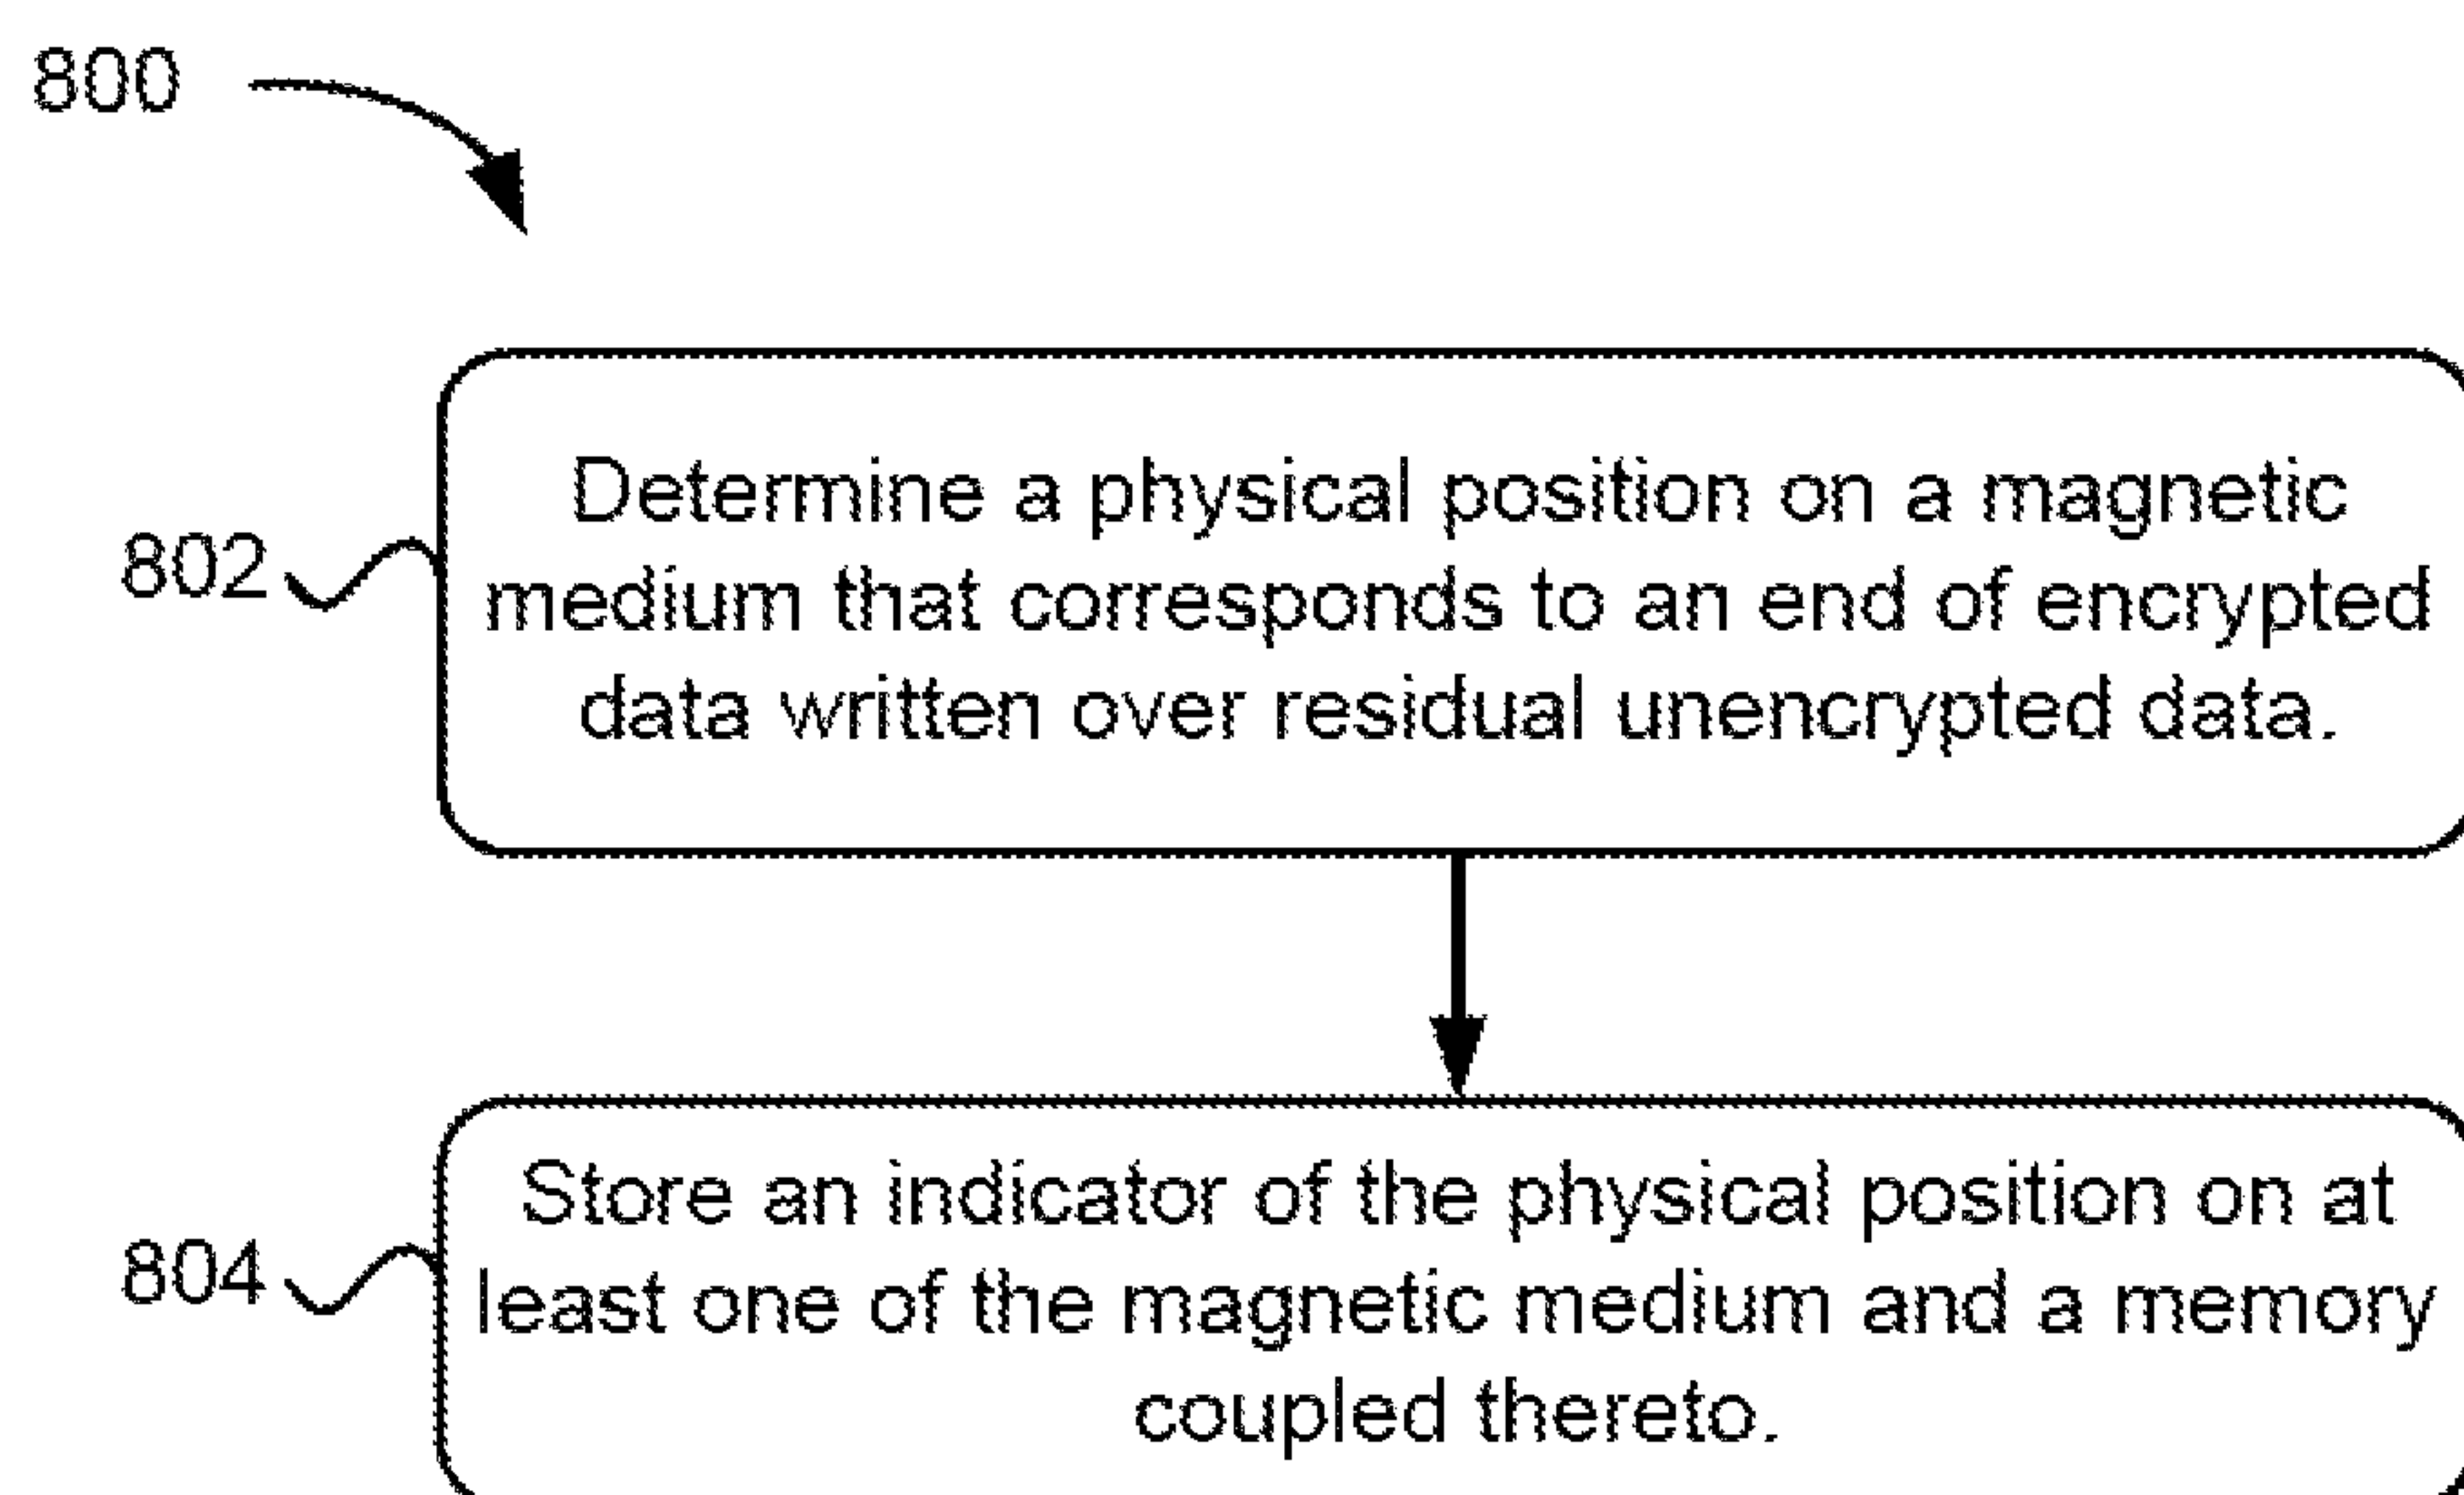 800
Determine a physical position on a magnetic
802
medium that corresponds to an end of encrypted
data written over residual unencrypted data.
Store an indicator of the physical position on at
804
least one of the magnetic medium and a memory
coupled thereto.